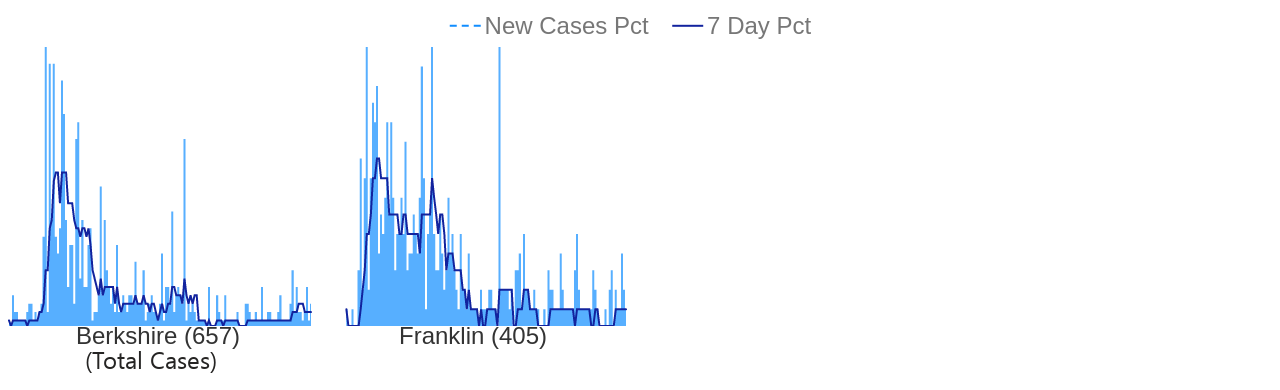 New Cases Pct 7 Day Pct
Berkshire (657) Franklin (405)
(Total Cases)